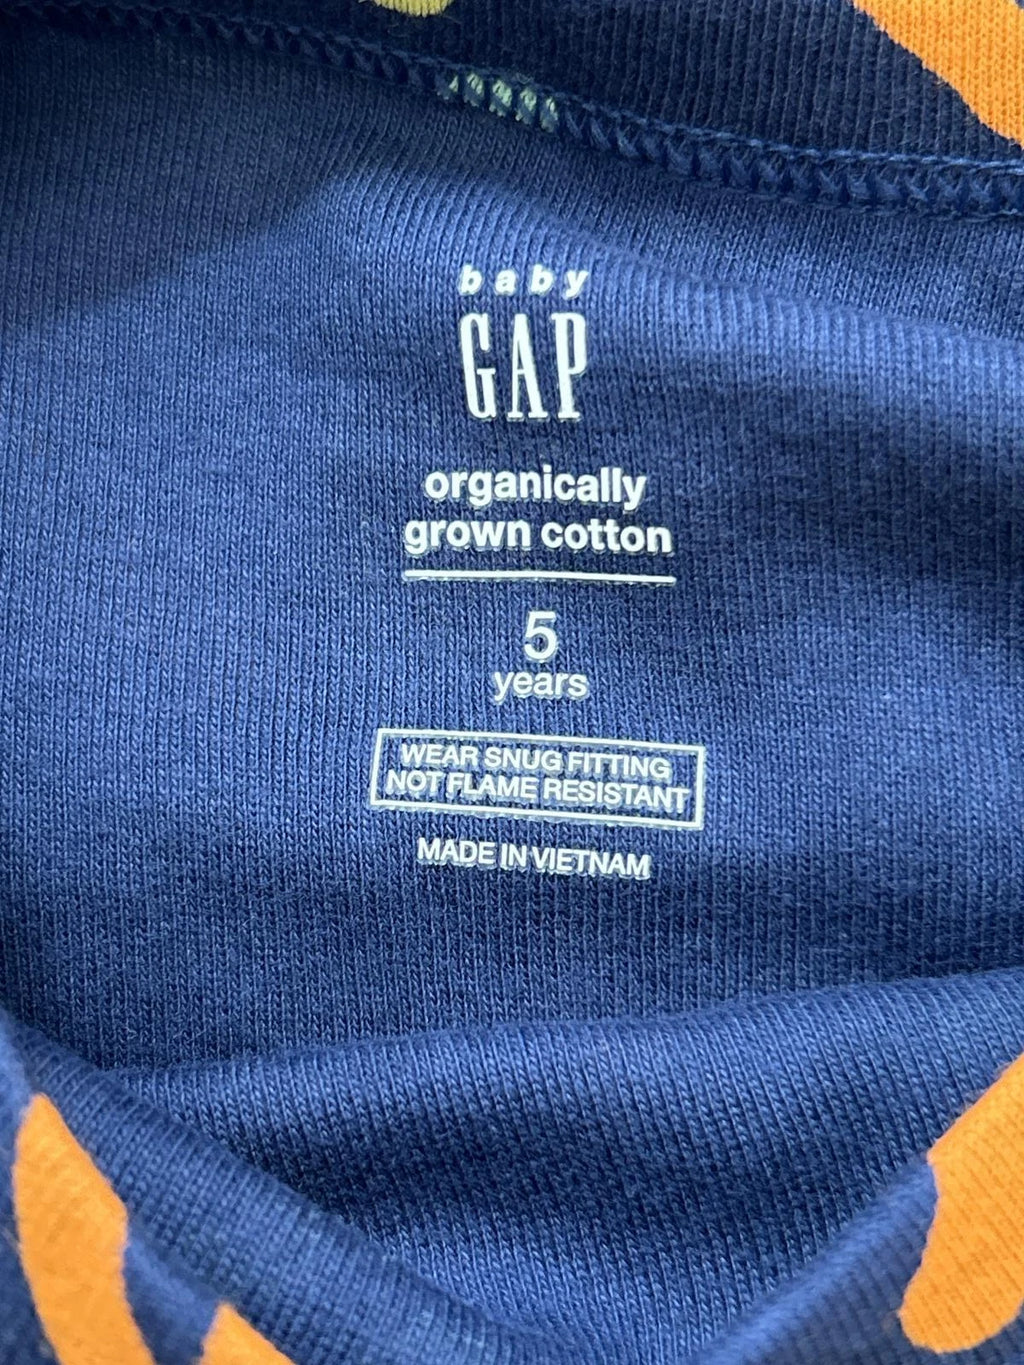 baby
GAP
organically
grown cotton
5
years
WEAR SNUG FITTING
NOT FLAME RESISTANT
MADE IN VIETNAM